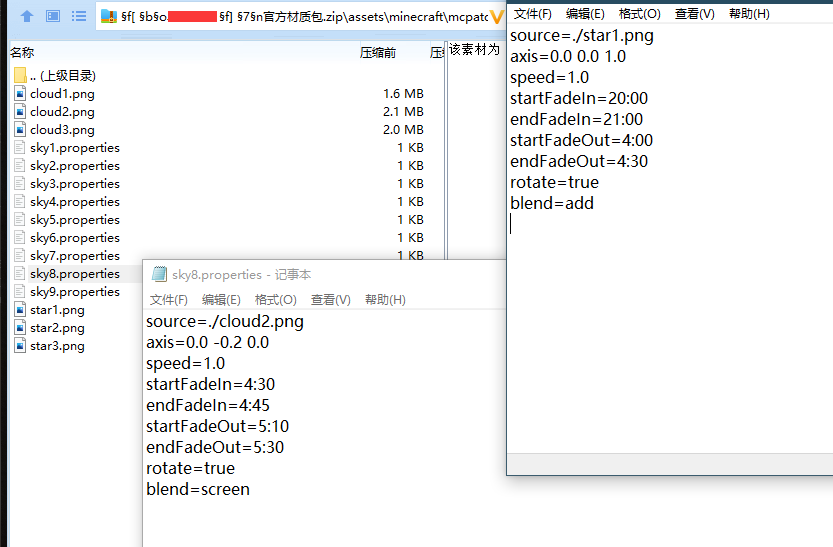 §f[ §b§o. §f] §7§n官方材质包.zip\assets\minecraft\mcpatc
名称 压缩前 压缩
.. (上级目录)
cloud1.png 1.6 MB
cloud2.png 2.1 MB
cloud3.png 2.0 MB
sky1.properties 1 KB
sky2.properties 1 KB
sky3.properties 1 KB
sky4.properties 1 KB
sky5.properties 1 KB
sky6.properties 1 KB
sky7.properties 1 KB
sky8.properties
sky9.properties
star1.png
star2.png
star3.png
该素材为
sky8.properties - 记事本
文件(F) 编辑(E) 格式(O) 查看(V) 帮助(H)
source=./cloud2.png
axis=0.0 -0.2 0.0
speed=1.0
startFadeIn=4:30
endFadeIn=4:45
startFadeOut=5:10
endFadeOut=5:30
rotate=true
blend=screen
文件(F) 编辑(E) 格式(O) 查看(V) 帮助(H)
source=./star1.png
axis=0.0 0.0 1.0
speed=1.0
startFadeIn=20:00
endFadeIn=21:00
startFadeOut=4:00
endFadeOut=4:30
rotate=true
blend=add